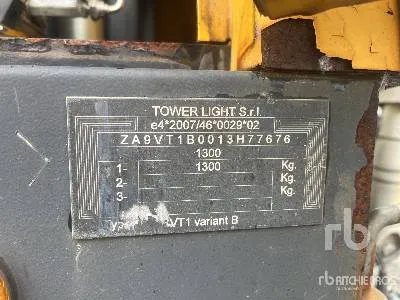 TOWER LIGHT S.r.l.
e4*2007/46*0029*02
ZA9VT1B0013H77676
1300
1- 1300 Kg.
2- Kg.
3- Kg.
VT1 variant B
rb
RITCHIE BROS